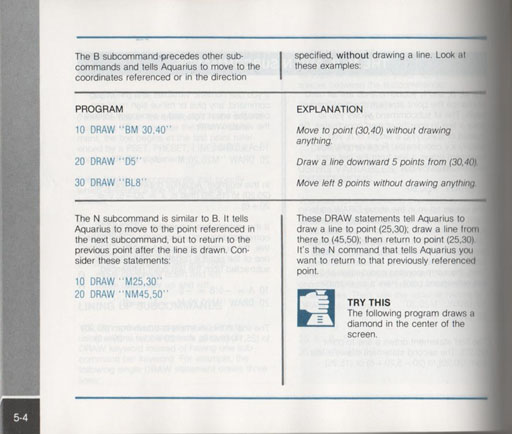 The B subcommand precedes other sub-
commands and tells Aquarius to move to the
coordinates referenced or in the direction
specified, without drawing a line. Look at
these examples:
PROGRAM
EXPLANATION
10 DRAW "BM 30,40"
Move to point (30,40) without drawing
anything.
20 DRAW "D5"
Draw a line downward 5 points from (30,40).
30 DRAW "BL8"
Move left 8 points without drawing anything.
The N subcommand is similar to B. It tells
Aquarius to move to the point referenced in
the next subcommand, but to return to the
previous point after the line is drawn. Con-
sider these statements:
10 DRAW "M25,30"
20 DRAW "NM45,50"
These DRAW statements tell Aquarius to
draw a line to point (25,30); draw a line from
there to (45,50); then return to point (25,30).
It's the N command that tells Aquarius you
want to return to that previously referenced
point.
TRY THIS
The following program draws a
diamond in the center of the
screen.
5-4